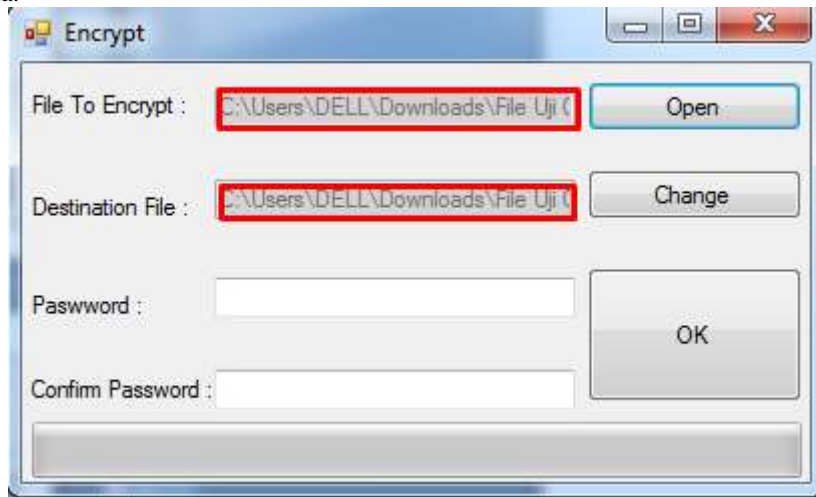 a.
Encrypt
File To Encrypt : C:\Users\DELL\Downloads\File Uji Open
Destination File : C:\Users\DELL\Downloads\File Uji Change
Paswword :
OK
Confirm Password :